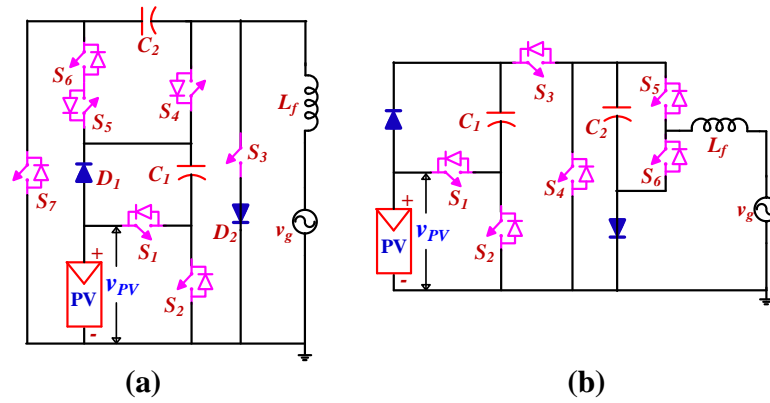 C2
S6
S5
S4
Lf
S3
S7
D1
C1
D2
vg
S1
+
PV
vPV
S2
-
(a)
S3
C1
C2
S5
Lf
S6
S1
S4
+
PV
vPV
S2
vg
-
(b)